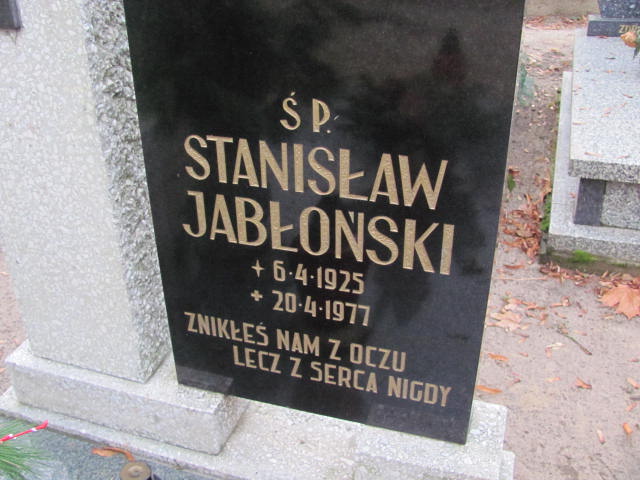 Ś P.
STANISŁAW
JABŁOŃSKI
✦ 6·4·1925
+ 20·4·1977
ZNIKŁEŚ NAM Z OCZU
LECZ Z SERCA NIGDY